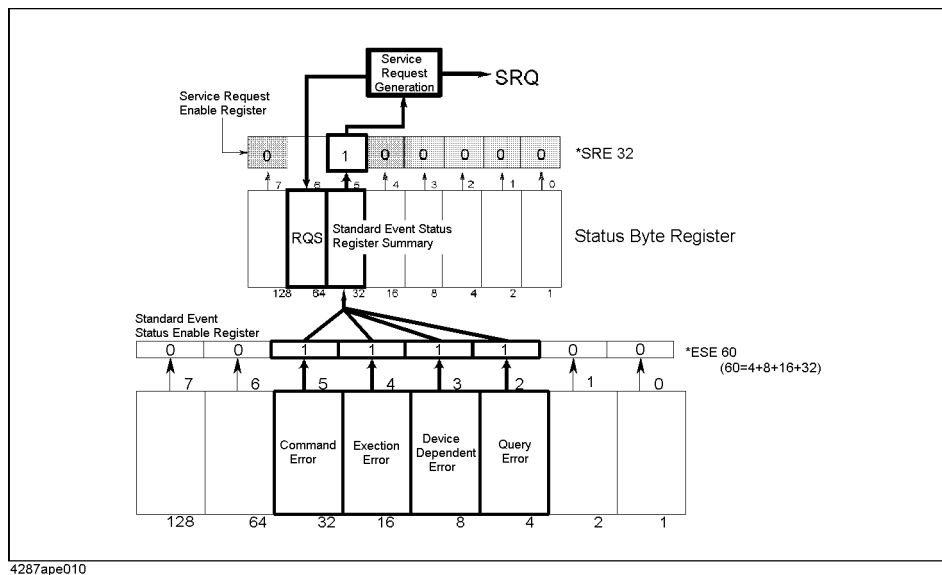 Service
Request
Generation
SRQ
Service Request
Enable Register
0 1 0 0 0 0 0
*SRE 32
7 6 5 4 3 2 1 0
RQS
Standard Event Status
Register Summary
Status Byte Register
128 64 32 16 8 4 2 1
Standard Event
Status Enable Register
0 0 1 1 1 1 0 0
*ESE 60
(60=4+8+16+32)
7 6 5 4 3 2 1 0
Command
Error
Exection
Error
Device
Dependent
Error
Query
Error
128 64 32 16 8 4 2 1
4287ape010